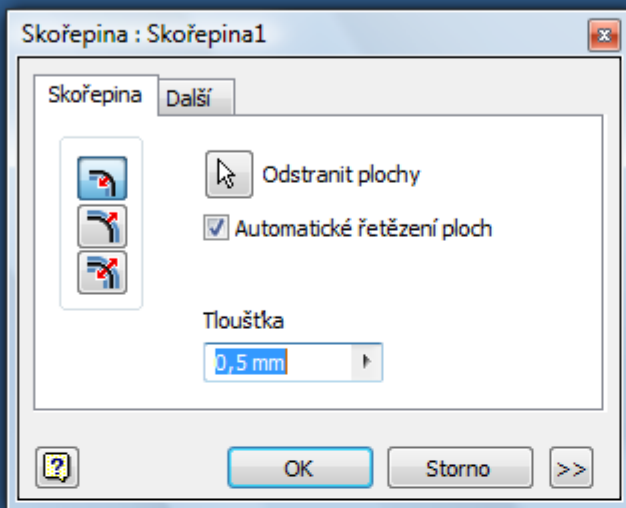 Skořepina : Skořepina1
Skořepina
Další
Odstranit plochy
Automatické řetězení ploch
Tloušťka
0,5 mm
?
OK
Storno
>>